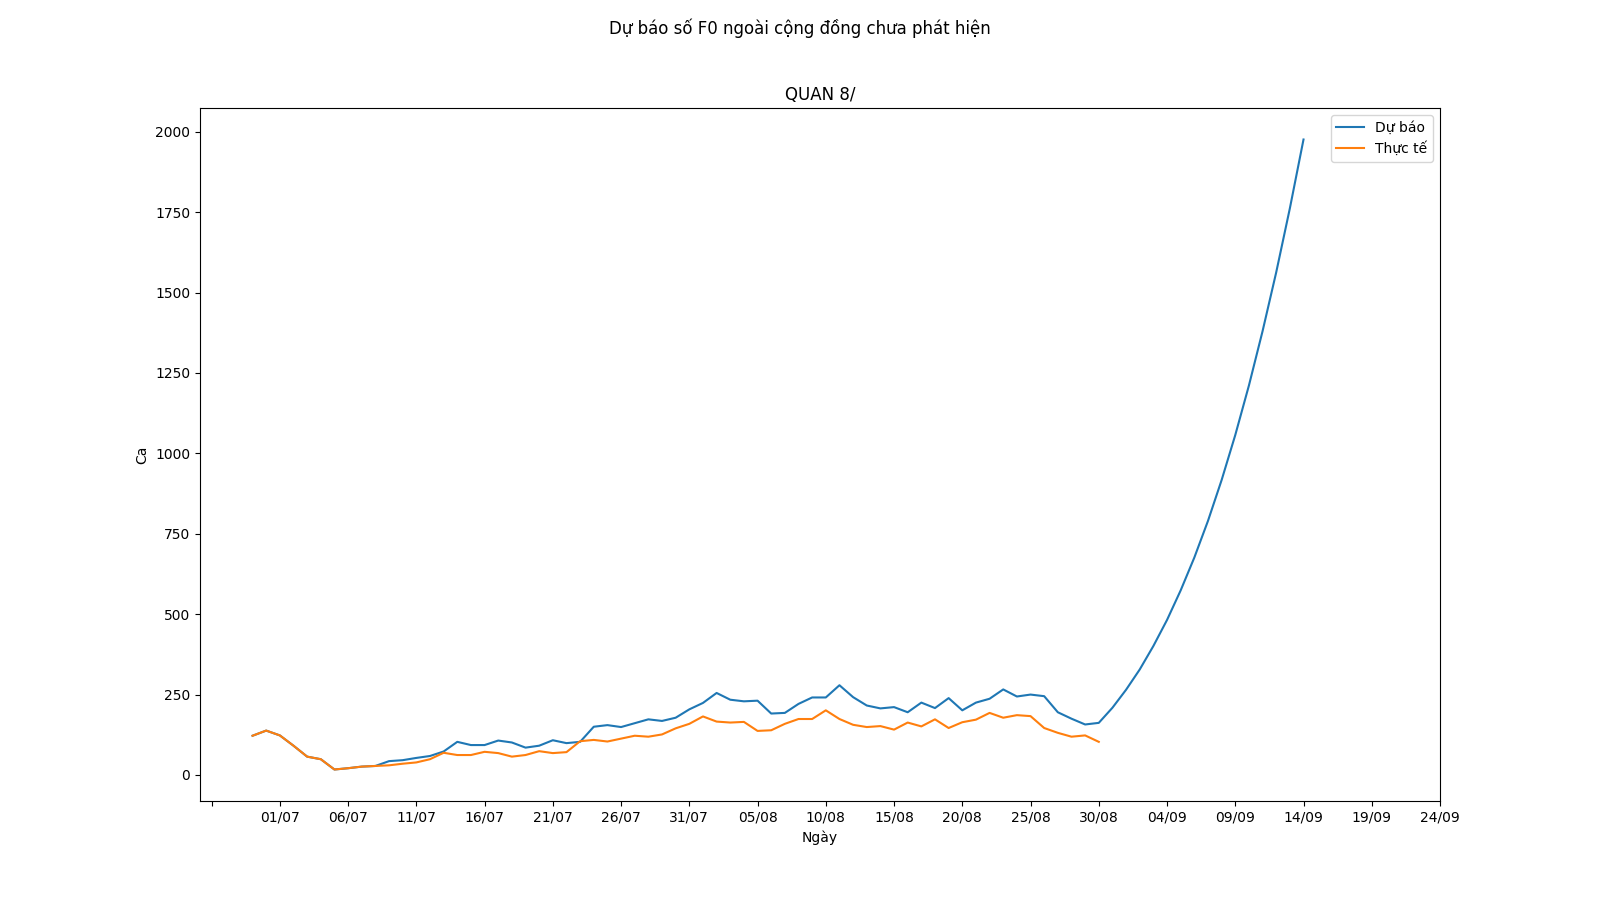 Dự báo số F0 ngoài cộng đồng chưa phát hiện
QUAN 8/
Dự báo
Thực tế
2000
1750
1500
1250
1000
750
500
250
0
Ca
01/07 06/07 11/07 16/07 21/07 26/07 31/07 05/08 10/08 15/08 20/08 25/08 30/08 04/09 09/09 14/09 19/09 24/09
Ngày